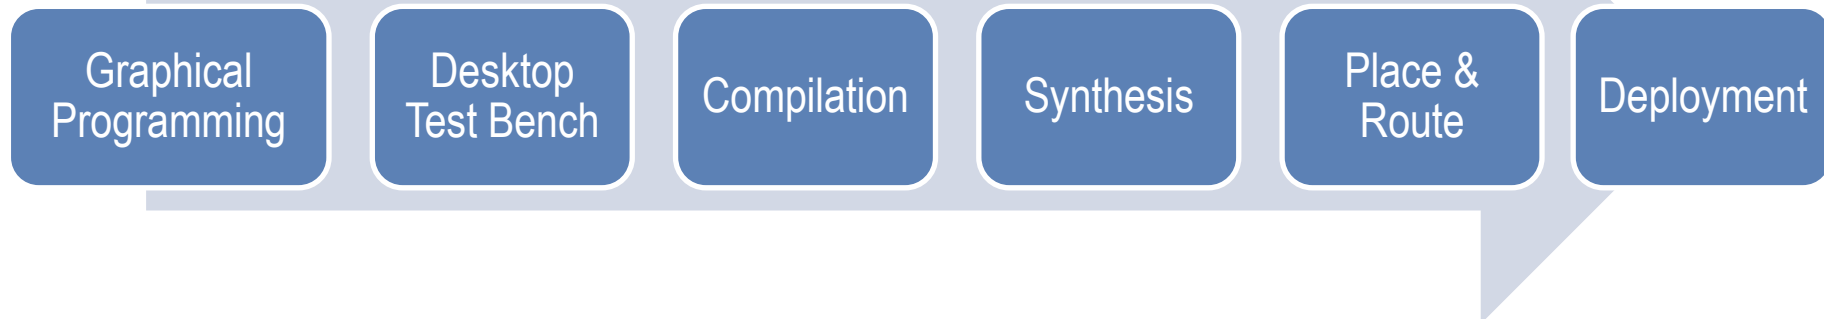 Graphical
Programming
Desktop
Test Bench
Compilation
Synthesis
Place &
Route
Deployment